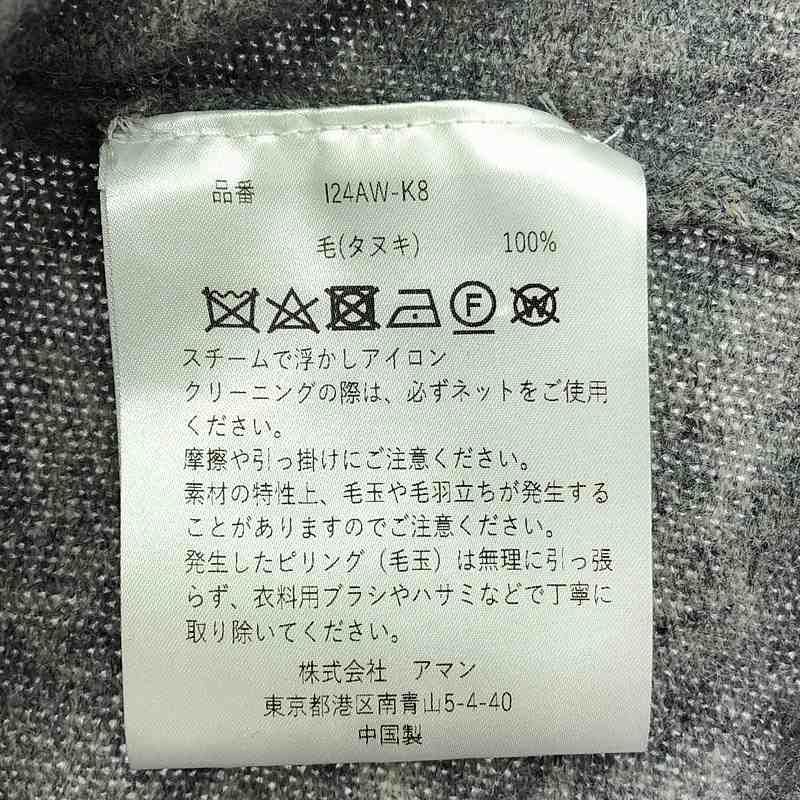 品番 I24AW-K8
毛(タヌキ) 100%
F W
スチームで浮かしアイロン
クリーニングの際は、必ずネットをご使用
ください。
摩擦や引っ掛けにご注意ください。
素材の特性上、毛玉や毛羽立ちが発生する
ことがありますのでご注意ください。
発生したピリング（毛玉）は無理に引っ張
らず、衣料用ブラシやハサミなどで丁寧に
取り除いてください。
株式会社 アマン
東京都港区南青山5-4-40
中国製